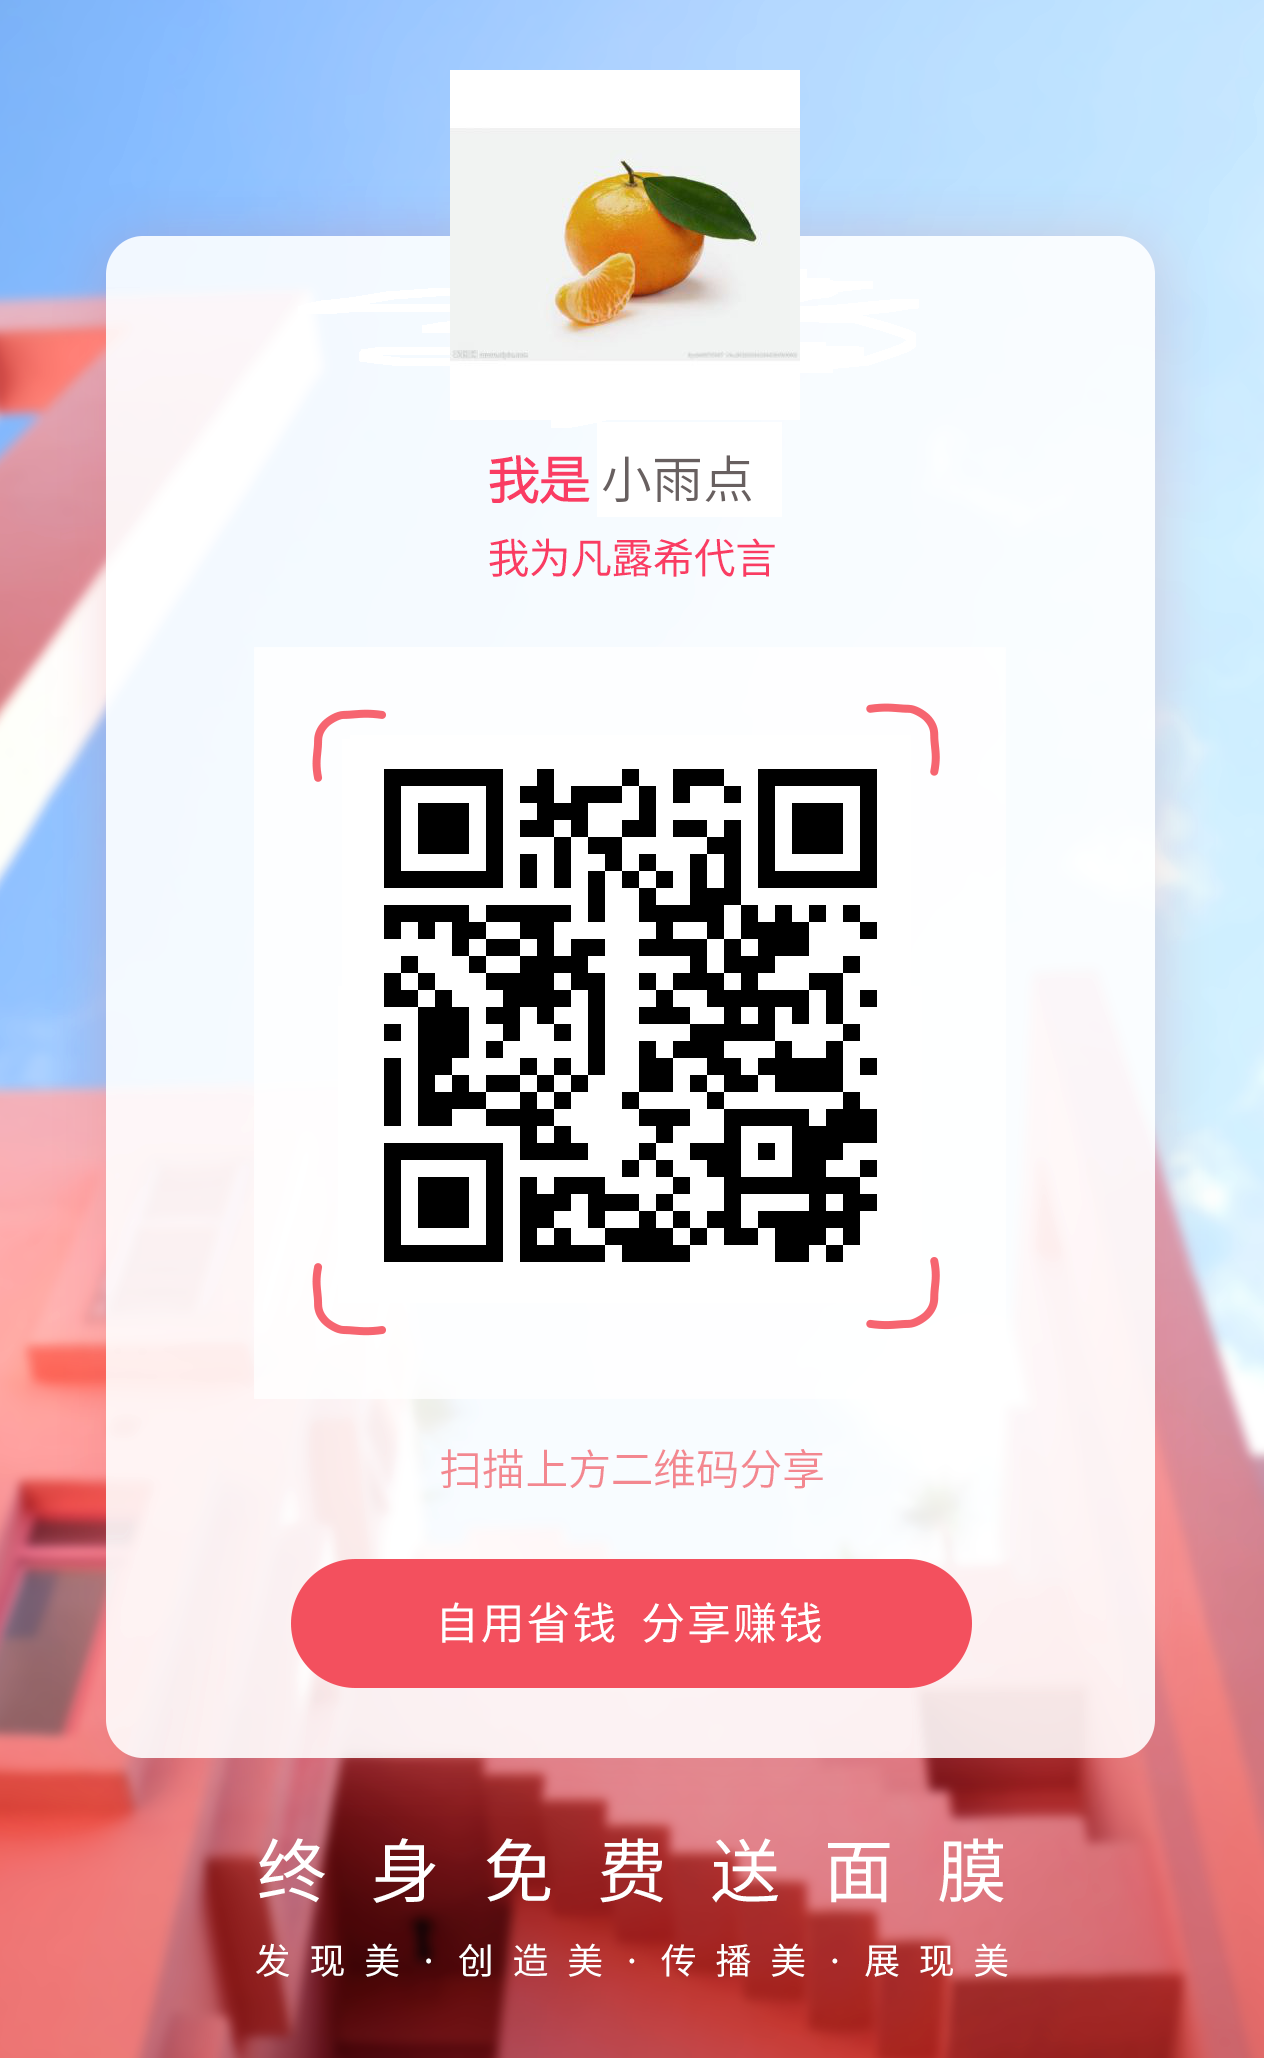 我是 小雨点
我为凡露希代言
扫描上方二维码分享
自用省钱 分享赚钱
终身免费送面膜
发现美·创造美·传播美·展现美